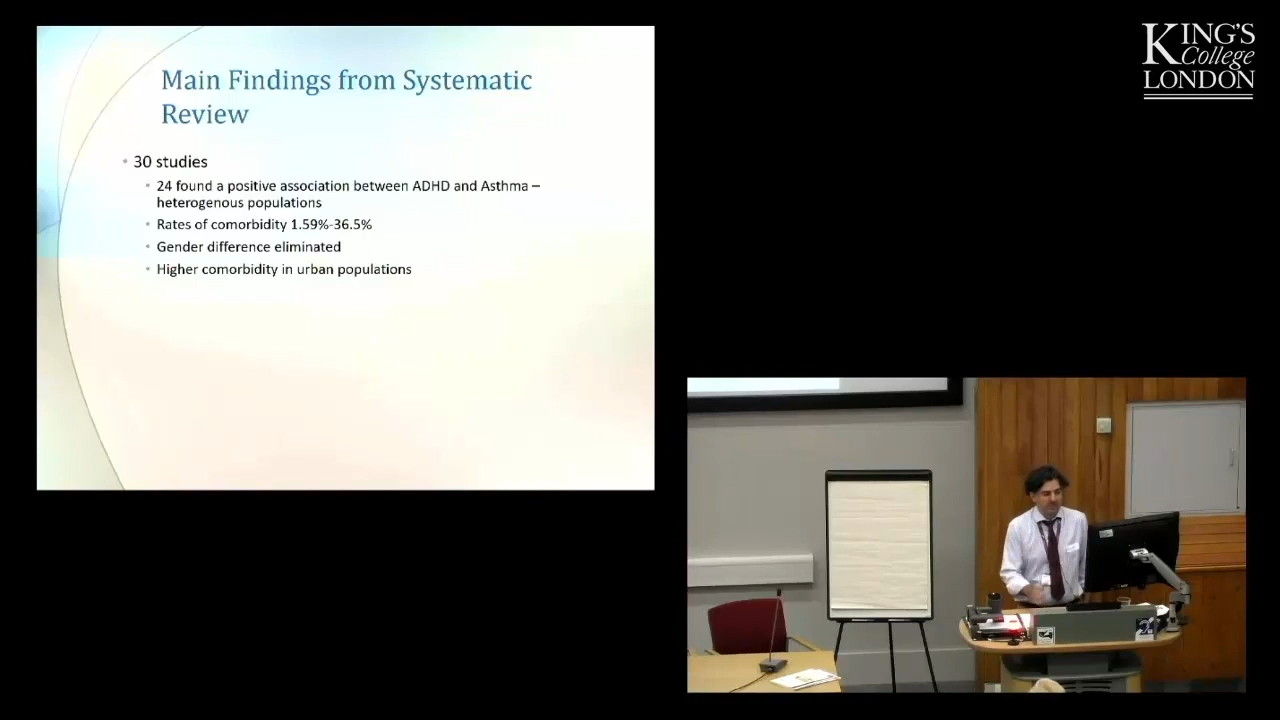 Main Findings from Systematic
Review
• 30 studies
• 24 found a positive association between ADHD and Asthma –
heterogenous populations
• Rates of comorbidity 1.59%-36.5%
• Gender difference eliminated
• Higher comorbidity in urban populations
KING'S
College
LONDON